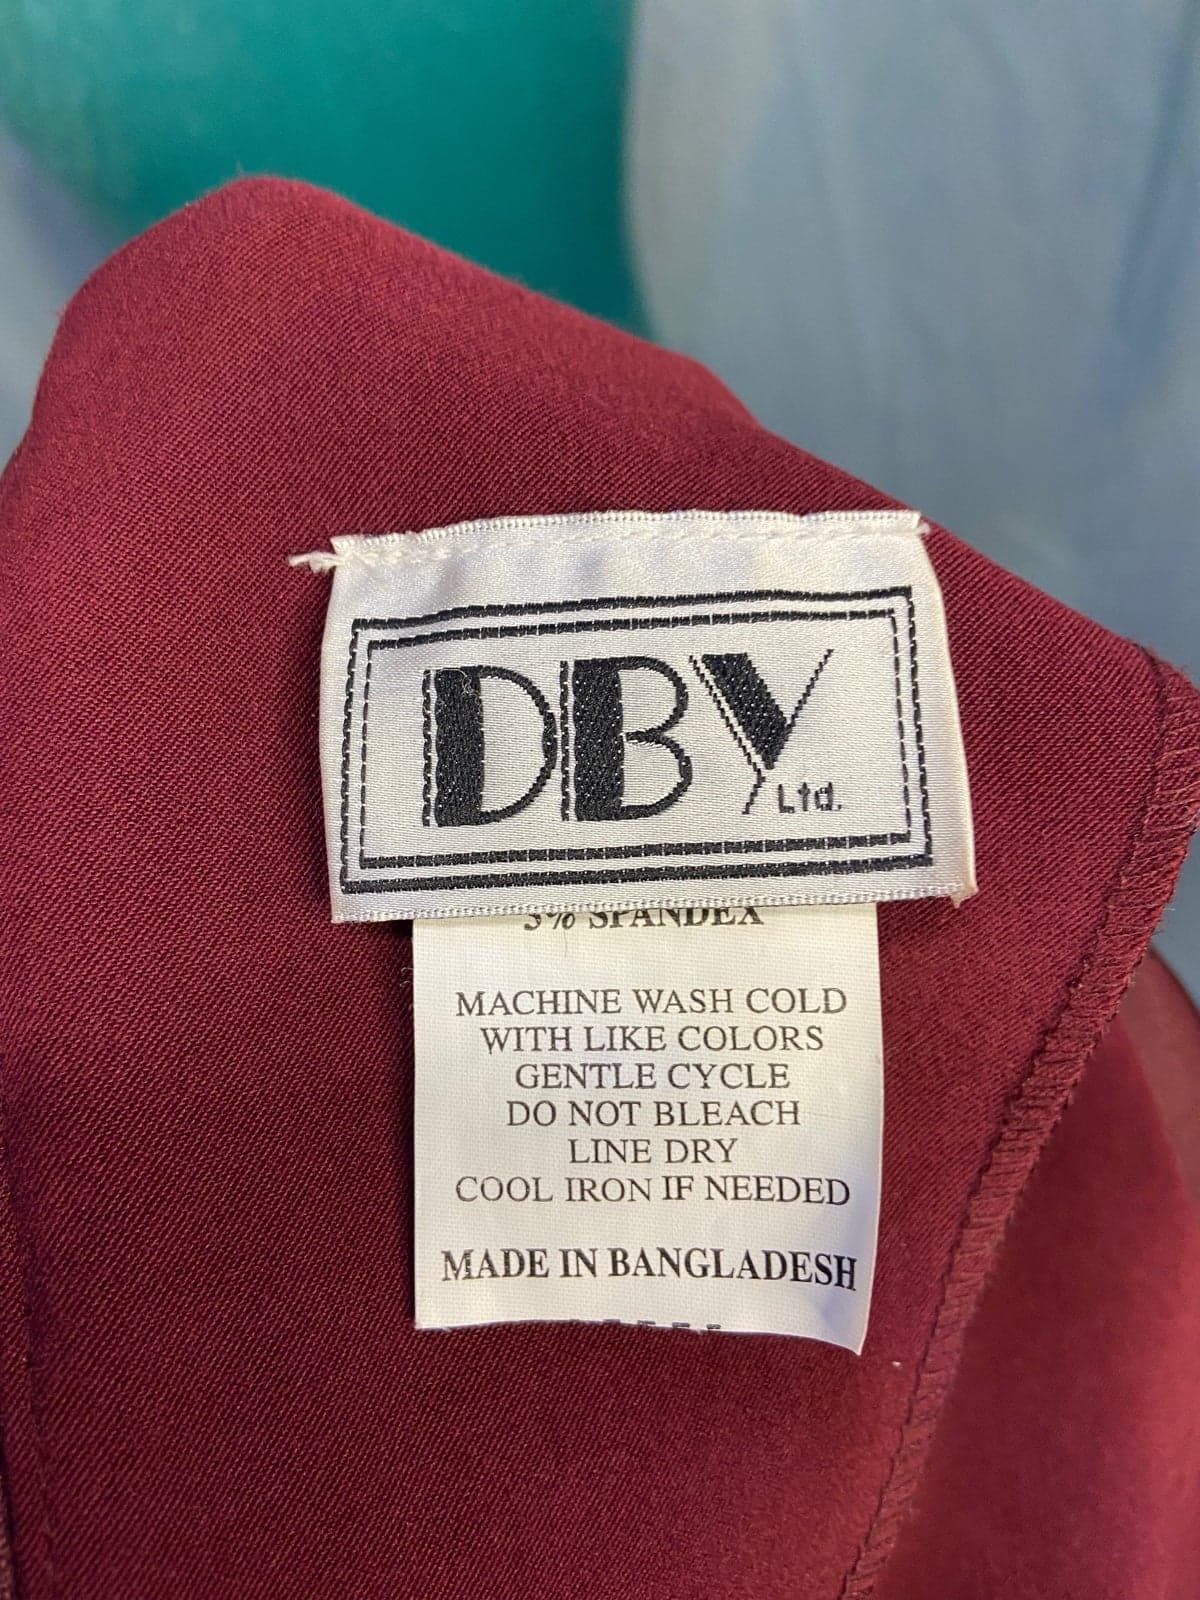 DBY Ltd.
SPANDEX
MACHINE WASH COLD
WITH LIKE COLORS
GENTLE CYCLE
DO NOT BLEACH
LINE DRY
COOL IRON IF NEEDED
MADE IN BANGLADESH